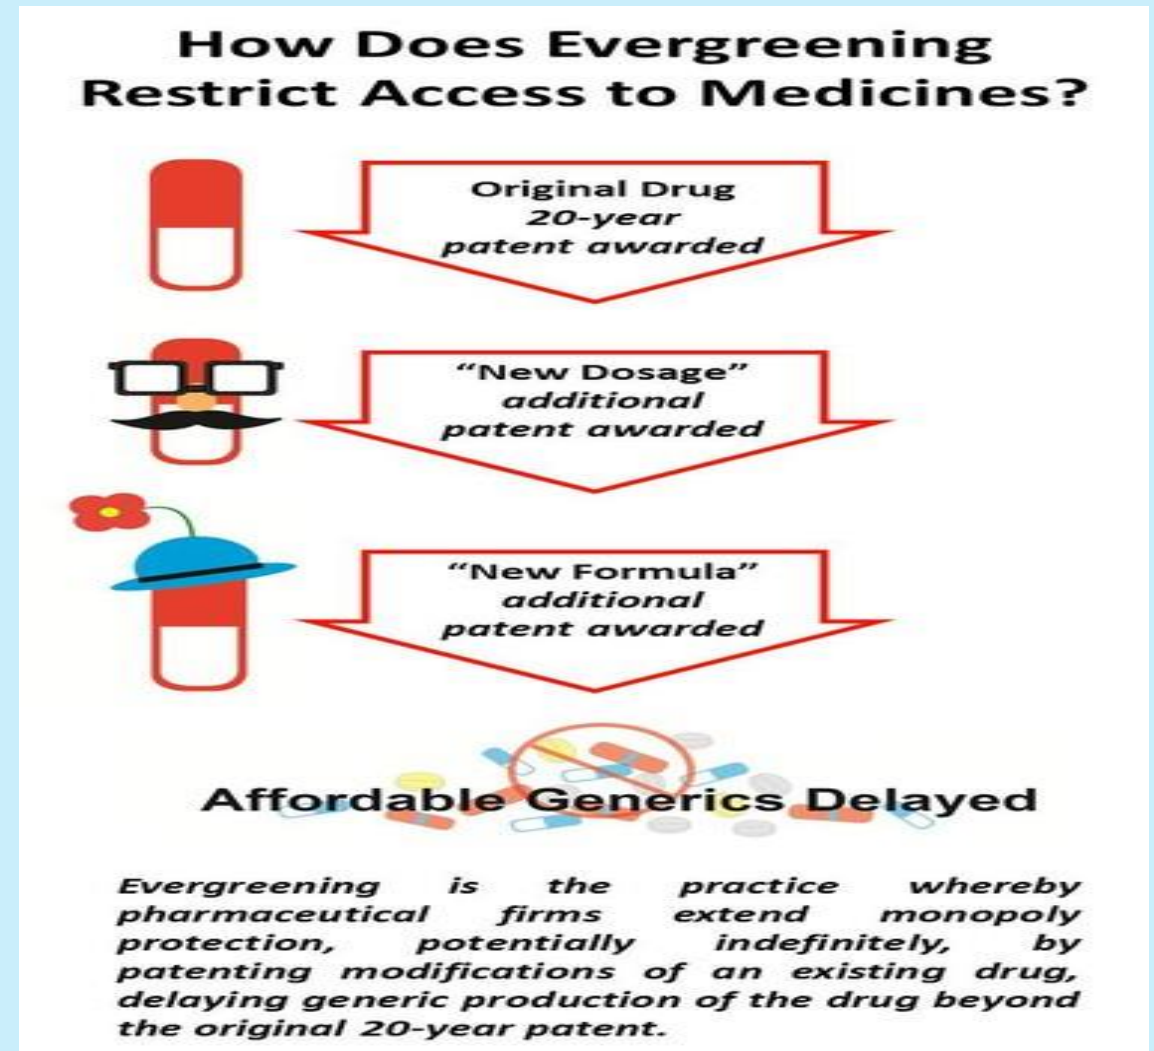 How Does Evergreening
Restrict Access to Medicines?
Original Drug
20-year
patent awarded
“New Dosage”
additional
patent awarded
“New Formula”
additional
patent awarded
Affordable Generics Delayed
Evergreening is the practice whereby
pharmaceutical firms extend monopoly
protection, potentially indefinitely, by
patenting modifications of an existing drug,
delaying generic production of the drug beyond
the original 20-year patent.